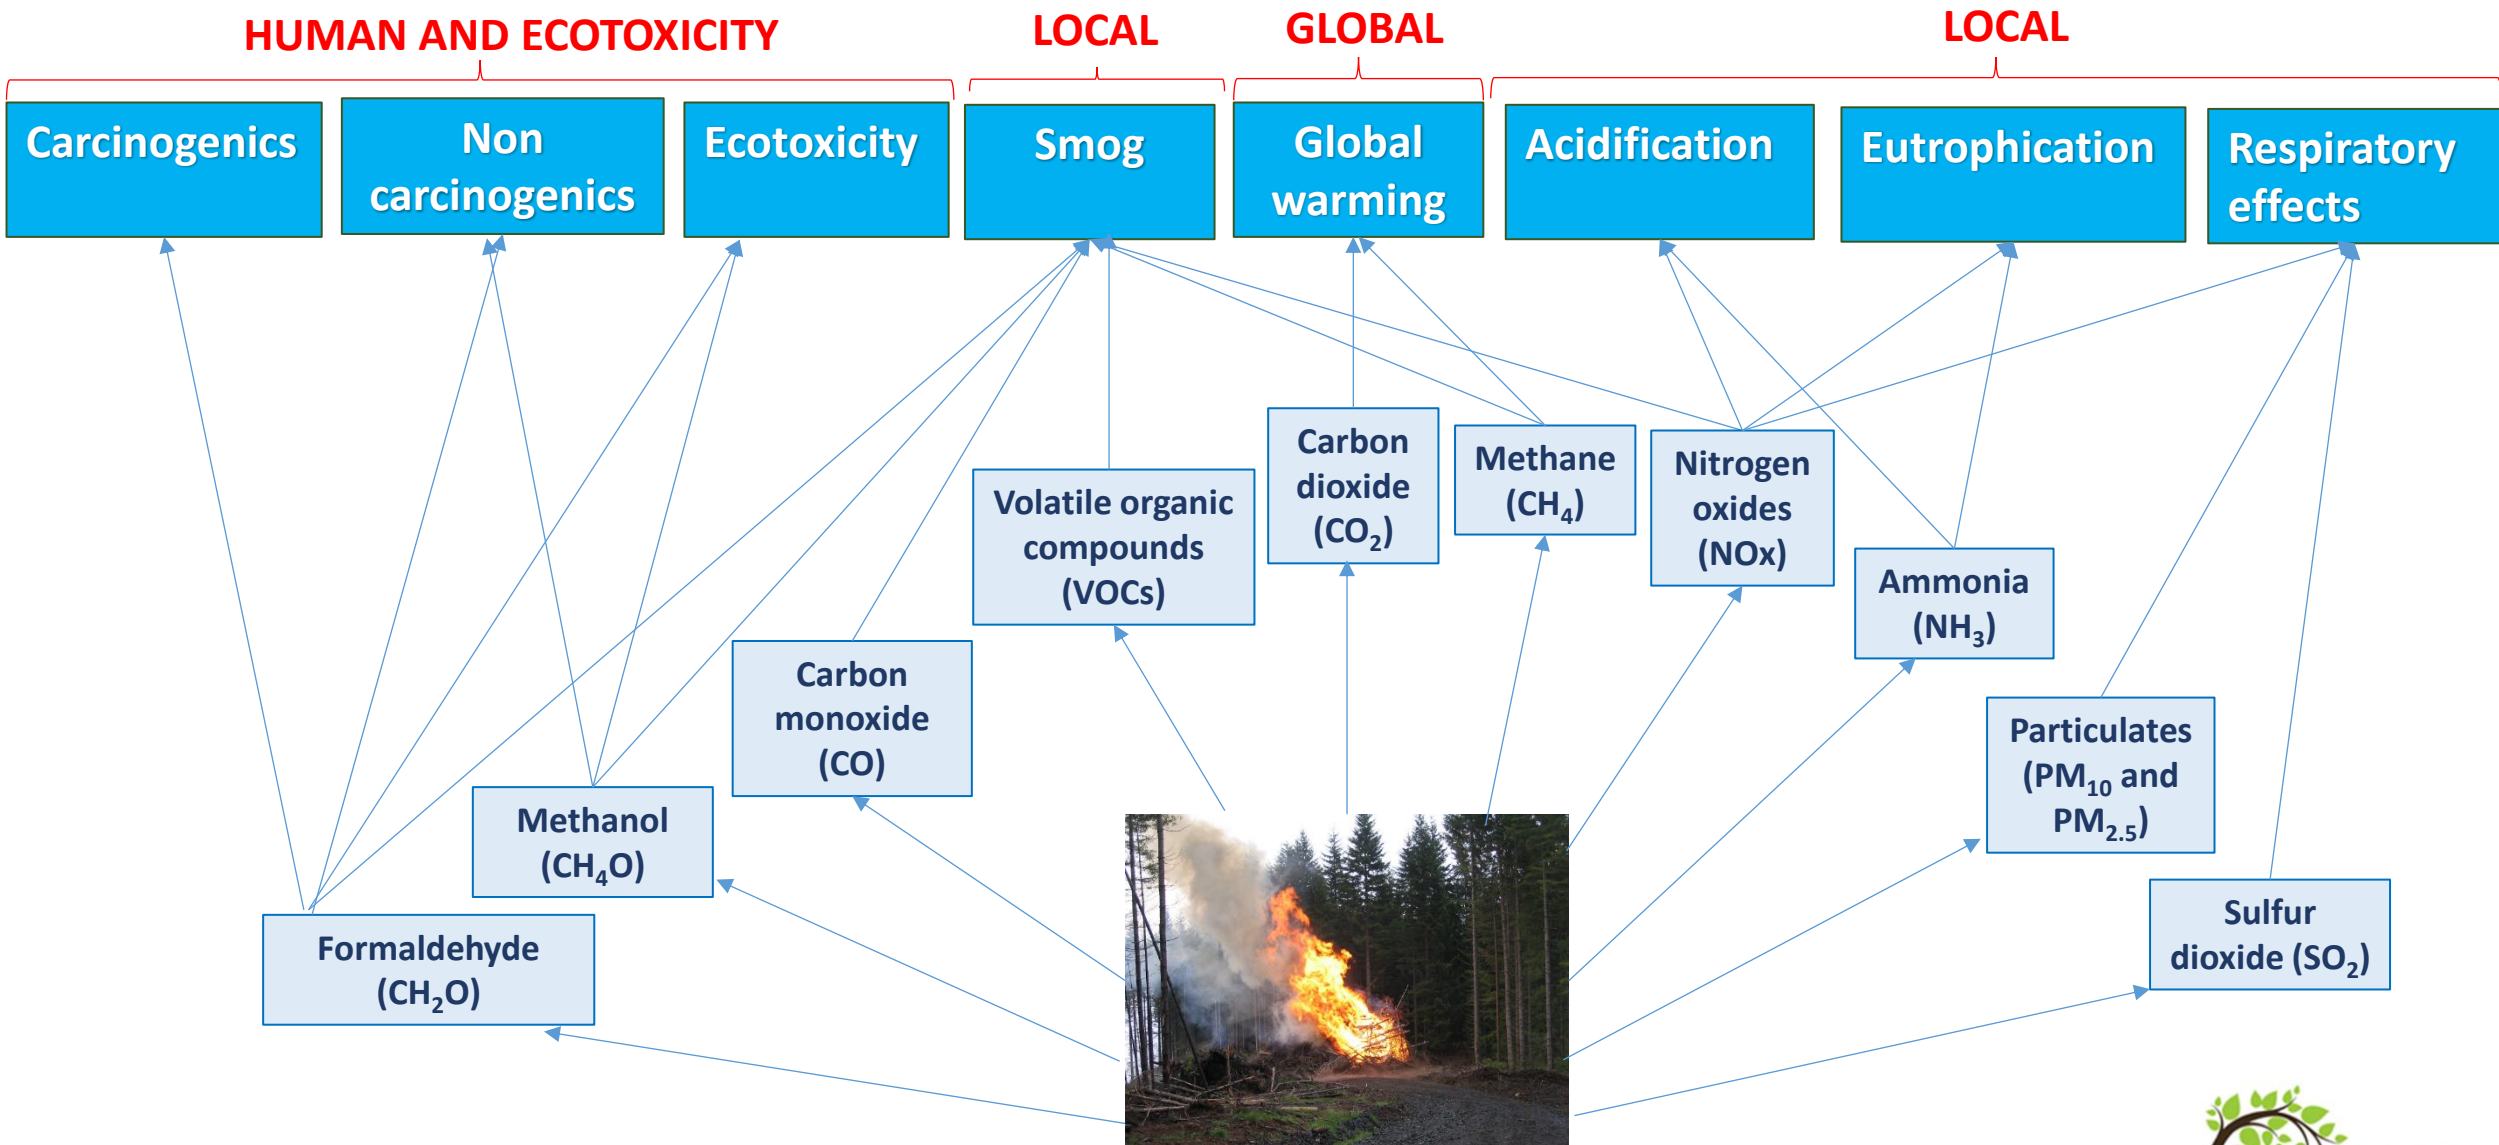 HUMAN AND ECOTOXICITY
LOCAL
GLOBAL
LOCAL
Carcinogenics
Non
carcinogenics
Ecotoxicity
Smog
Global
warming
Acidification
Eutrophication
Respiratory
effects
Formaldehyde
(CH₂O)
Methanol
(CH₄O)
Carbon
monoxide
(CO)
Volatile organic
compounds
(VOCs)
Carbon
dioxide
(CO₂)
Methane
(CH₄)
Nitrogen
oxides
(NOx)
Ammonia
(NH₃)
Particulates
(PM₁₀ and
PM₂.₅)
Sulfur
dioxide (SO₂)